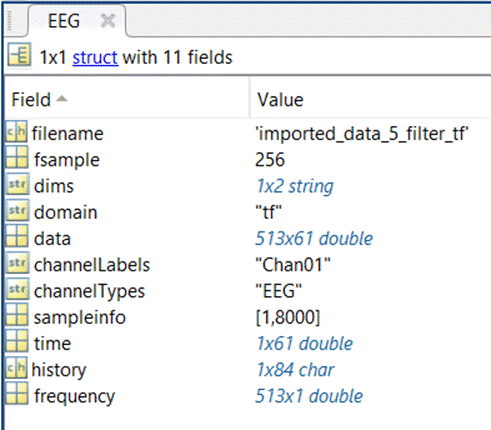 EEG
1x1 struct with 11 fields
Field Value
filename 'imported_data_5_filter_tf'
fsample 256
dims 1x2 string
domain "tf"
data 513x61 double
channelLabels "Chan01"
channelTypes "EEG"
sampleinfo [1,8000]
time 1x61 double
history 1x84 char
frequency 513x1 double